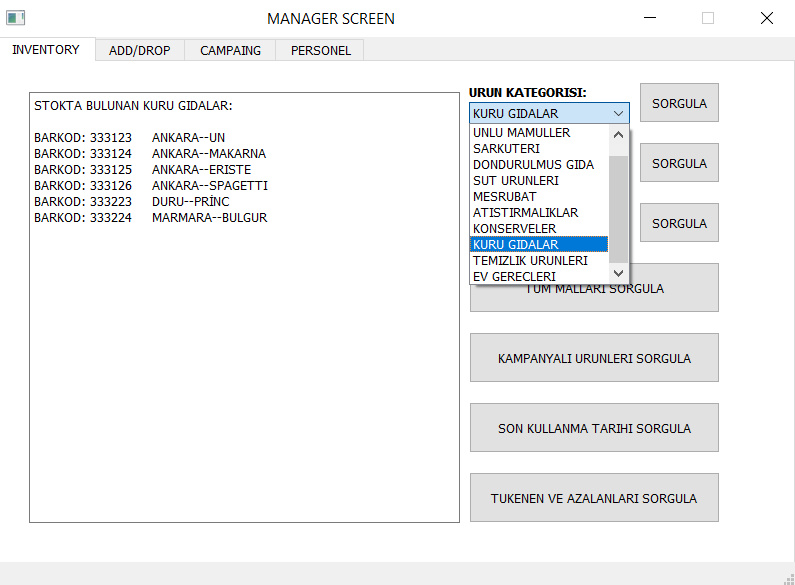 MANAGER SCREEN
INVENTORY
ADD/DROP
CAMPAING
PERSONEL
STOKTA BULUNAN KURU GIDALAR:
BARKOD: 333123 ANKARA--UN
BARKOD: 333124 ANKARA--MAKARNA
BARKOD: 333125 ANKARA--ERISTE
BARKOD: 333126 ANKARA--SPAGETTI
BARKOD: 333223 DURU--PRİNC
BARKOD: 333224 MARMARA--BULGUR
URUN KATEGORISI:
KURU GIDALAR
UNLU MAMULLER
SARKUTERI
DONDURULMUS GIDA
SUT URUNLERI
MESRUBAT
ATISTIRMALIKLAR
KONSERVELER
KURU GIDALAR
TEMIZLIK URUNLERI
EV GERECLERI
SORGULA
SORGULA
SORGULA
TUM MALLARI SORGULA
KAMPANYALI URUNLERI SORGULA
SON KULLANMA TARIHI SORGULA
TUKENEN VE AZALANLARI SORGULA